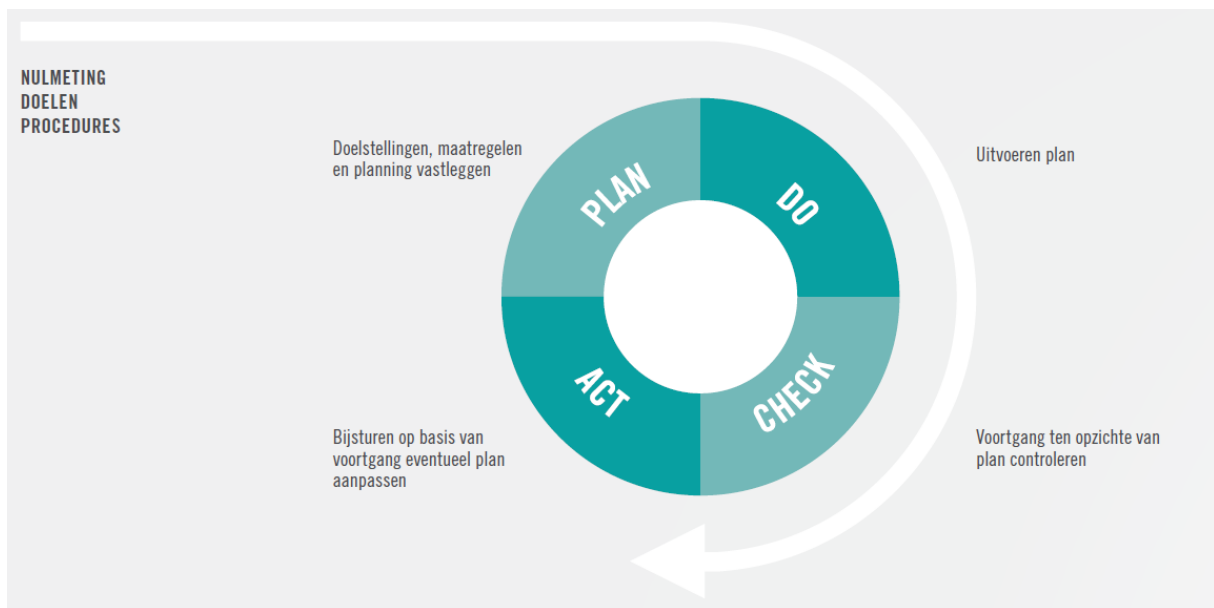 NULMETING
DOELEN
PROCEDURES
Doelstellingen, maatregelen
en planning vastleggen
PLAN
DO
Uitvoeren plan
ACT
CHECK
Bijsturen op basis van
voortgang eventueel plan
aanpassen
Voortgang ten opzichte van
plan controleren